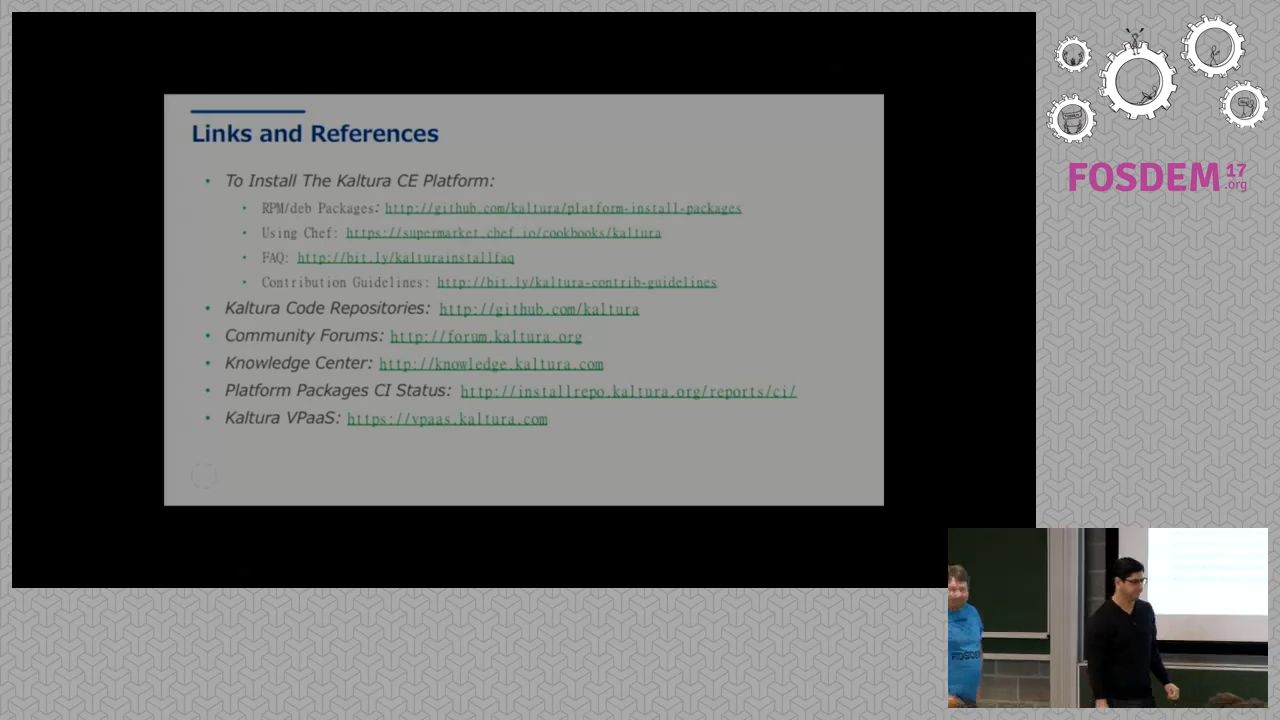 Links and References
• To Install The Kaltura CE Platform:
• RPM/deb Packages: http://github.com/kaltura/platform-install-packages
• Using Chef: https://supermarket.chef.io/cookbooks/kaltura
• FAQ: http://bit.ly/kalturainstallfaq
• Contribution Guidelines: http://bit.ly/kaltura-contrib-guidelines
• Kaltura Code Repositories: http://github.com/kaltura
• Community Forums: http://forum.kaltura.org
• Knowledge Center: http://knowledge.kaltura.com
• Platform Packages CI Status: http://installrepo.kaltura.org/reports/ci/
• Kaltura VPaaS: https://vpaas.kaltura.com
FOSDEM 17 .org
FOSDEM